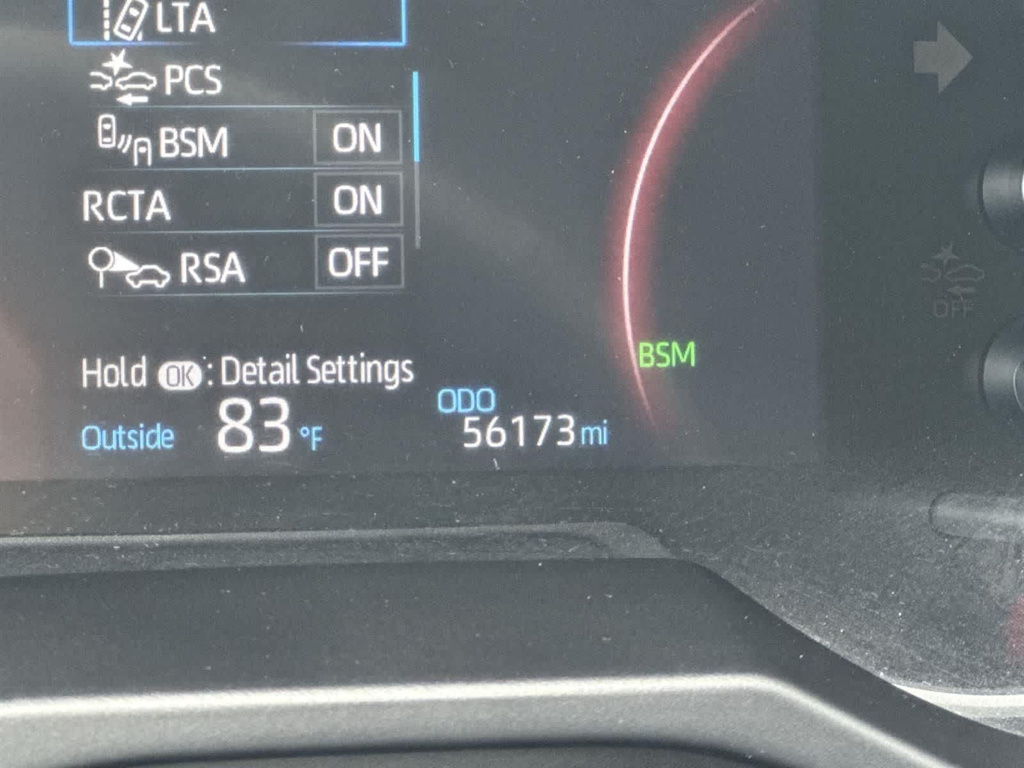 LTA
PCS
BSM ON
RCTA ON
RSA OFF
BSM
Hold OK : Detail Settings
Outside 83 °F
ODO
56173 mi
OFF